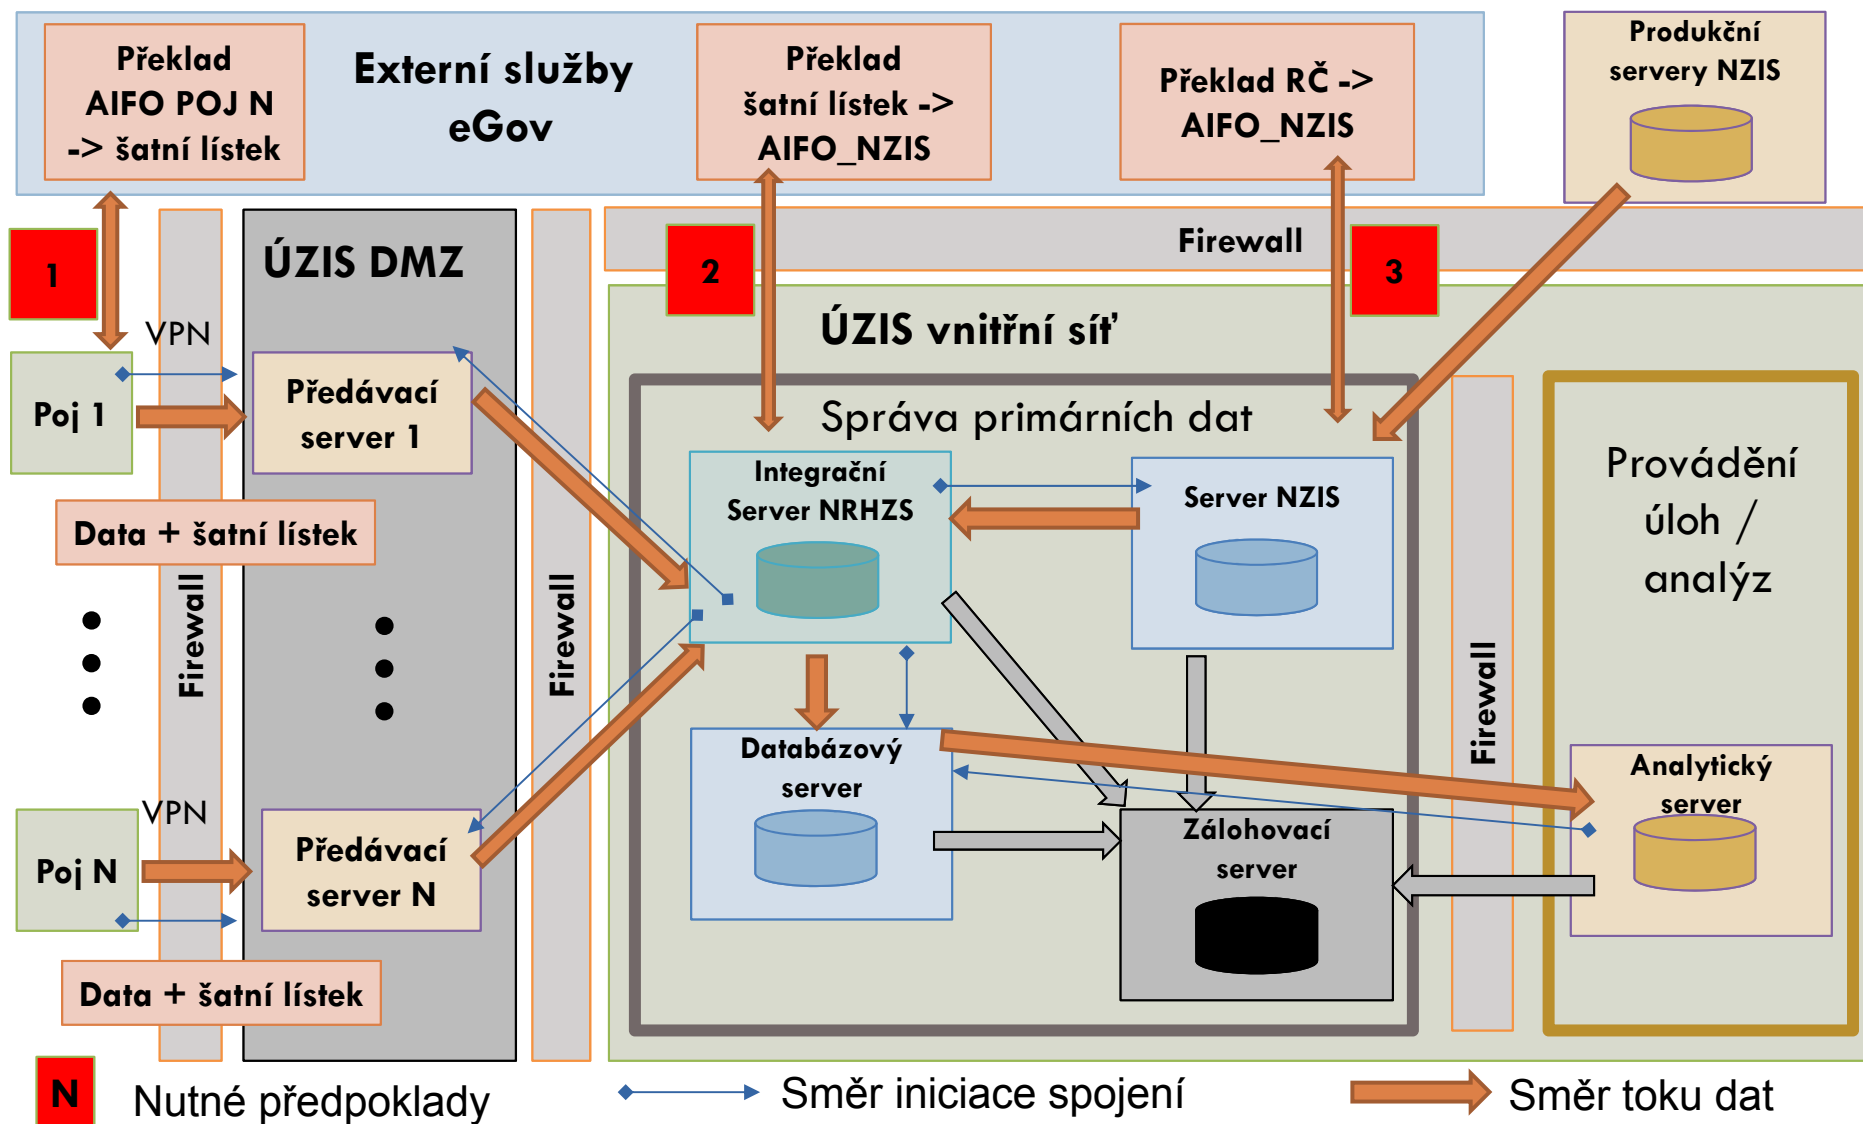 Překlad
AIFO POJ N
-> šatní lístek
Externí služby
eGov
Překlad
šatní lístek ->
AIFO_NZIS
Překlad RČ ->
AIFO_NZIS
Produkční
servery NZIS
1
2
3
Firewall
ÚZIS DMZ
ÚZIS vnitřní síť
VPN
Poj 1
Předávací
server 1
Data + šatní lístek
Firewall
Firewall
Správa primárních dat
Integrační
Server NRHZS
Server NZIS
Provádění
úloh /
analýz
Firewall
Databázový
server
Zálohovací
server
Analytický
server
VPN
Poj N
Předávací
server N
Data + šatní lístek
N
Nutné předpoklady
Směr iniciace spojení
Směr toku dat